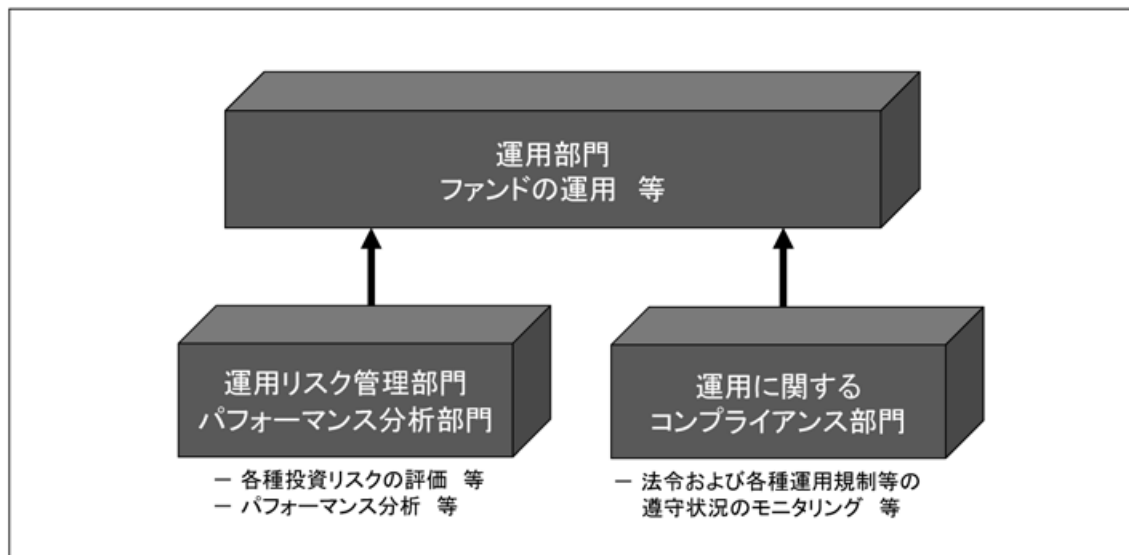 運用部門
ファンドの運用 等
運用リスク管理部門
パフォーマンス分析部門
－ 各種投資リスクの評価 等
－ パフォーマンス分析 等
運用に関する
コンプライアンス部門
－ 法令および各種運用規制等の
遵守状況のモニタリング 等